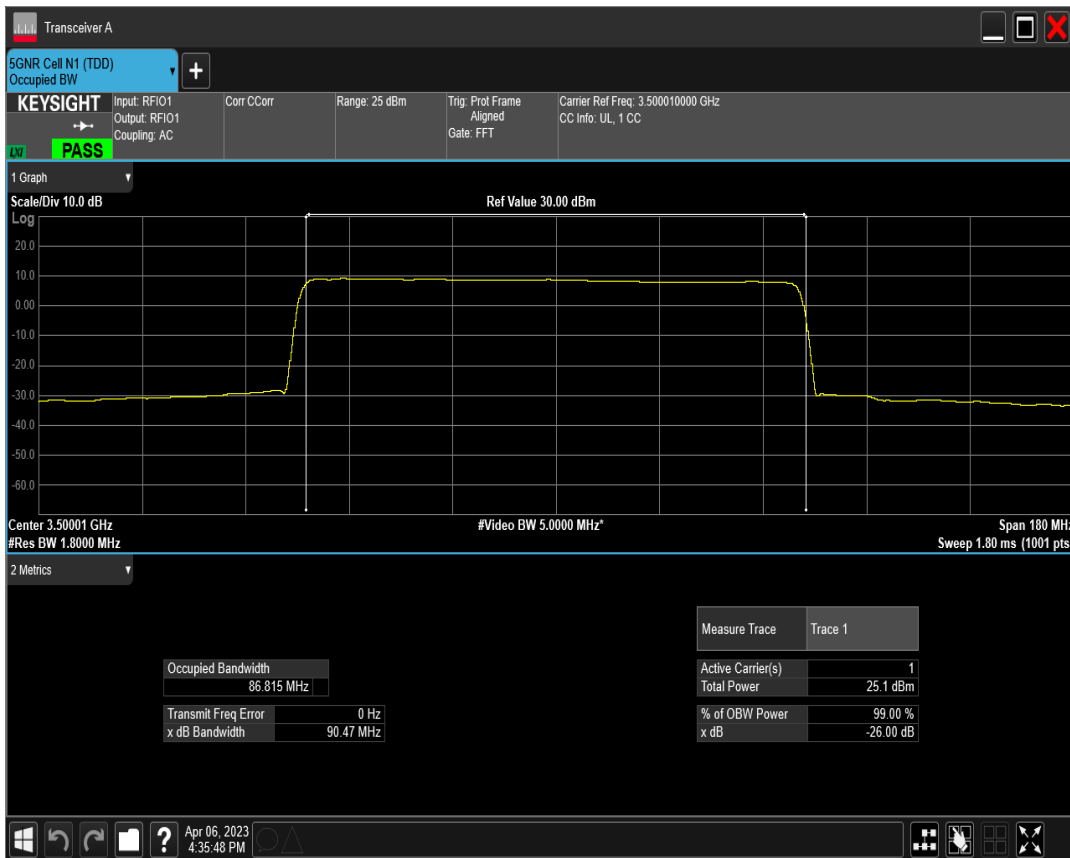 Transceiver A
5GNR Cell N1 (TDD)
Occupied BW
+
KEYSIGHT
LXI
PASS
Input: RFIO1
Output: RFIO1
Coupling: AC
Corr CCorr
Range: 25 dBm
Trig: Prot Frame
Aligned
Gate: FFT
Carrier Ref Freq: 3.500010000 GHz
CC Info: UL, 1 CC
1 Graph
Scale/Div 10.0 dB
Ref Value 30.00 dBm
Log
20.0
10.0
0.00
-10.0
-20.0
-30.0
-40.0
-50.0
-60.0
Center 3.50001 GHz
#Video BW 5.0000 MHz*
Span 180 MHz
#Res BW 1.8000 MHz
Sweep 1.80 ms (1001 pts
2 Metrics
Measure Trace Trace 1
Occupied Bandwidth
86.815 MHz
Active Carrier(s) 1
Total Power 25.1 dBm
Transmit Freq Error 0 Hz
x dB Bandwidth 90.47 MHz
% of OBW Power 99.00 %
x dB -26.00 dB
?
Apr 06, 2023
4:35:48 PM